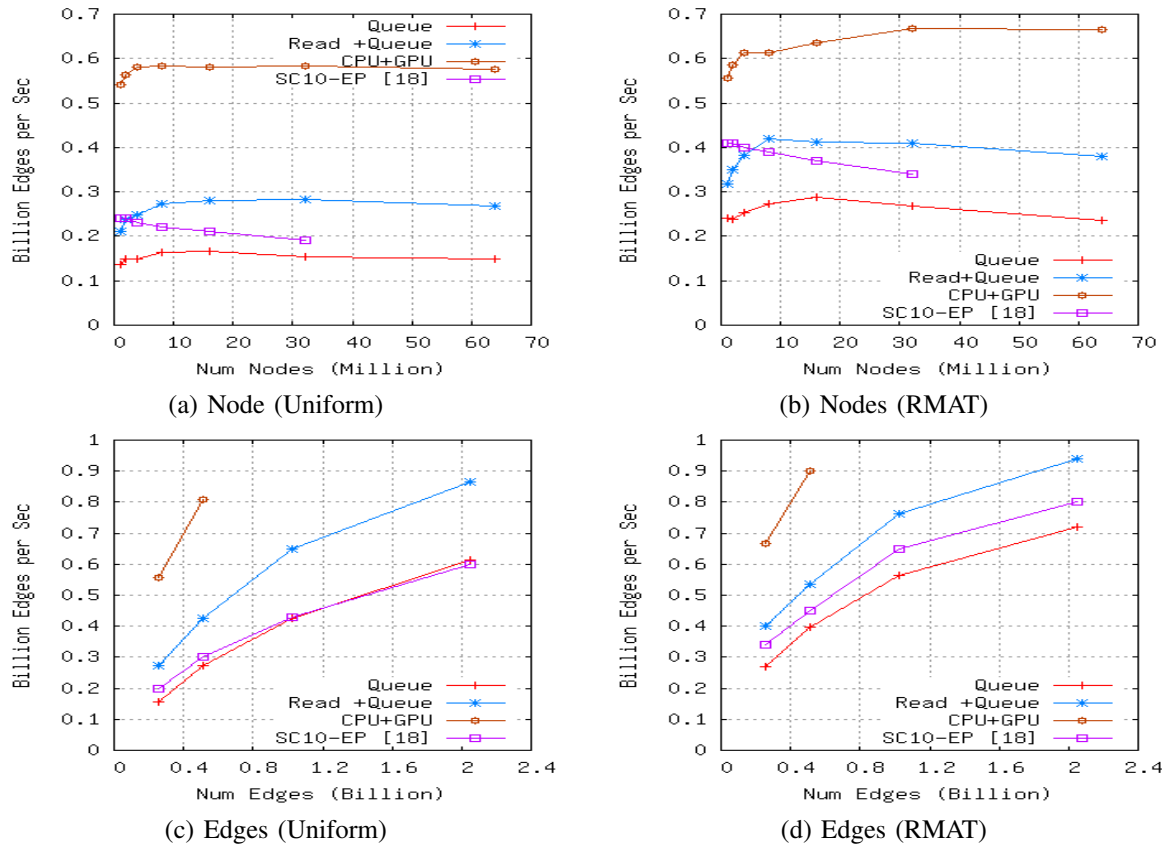 0.7
0.6
0.5
0.4
0.3
0.2
0.1
0
Billion Edges per Sec
Queue
Read +Queue
CPU+GPU
SC10-EP [18]
0 10 20 30 40 50 60 70
Num Nodes (Million)
(a) Node (Uniform)
0.7
0.6
0.5
0.4
0.3
0.2
0.1
0
Billion Edges per Sec
Queue
Read+Queue
CPU+GPU
SC10-EP [18]
0 10 20 30 40 50 60 70
Num Nodes (Million)
(b) Nodes (RMAT)
1
0.9
0.8
0.7
0.6
0.5
0.4
0.3
0.2
0.1
0
Billion Edges per Sec
Queue
Read +Queue
CPU+GPU
SC10-EP [18]
0 0.4 0.8 1.2 1.6 2 2.4
Num Edges (Billion)
(c) Edges (Uniform)
1
0.9
0.8
0.7
0.6
0.5
0.4
0.3
0.2
0.1
0
Billion Edges per Sec
Queue
Read +Queue
CPU+GPU
SC10-EP [18]
0 0.4 0.8 1.2 1.6 2 2.4
Num Edges (Billion)
(d) Edges (RMAT)